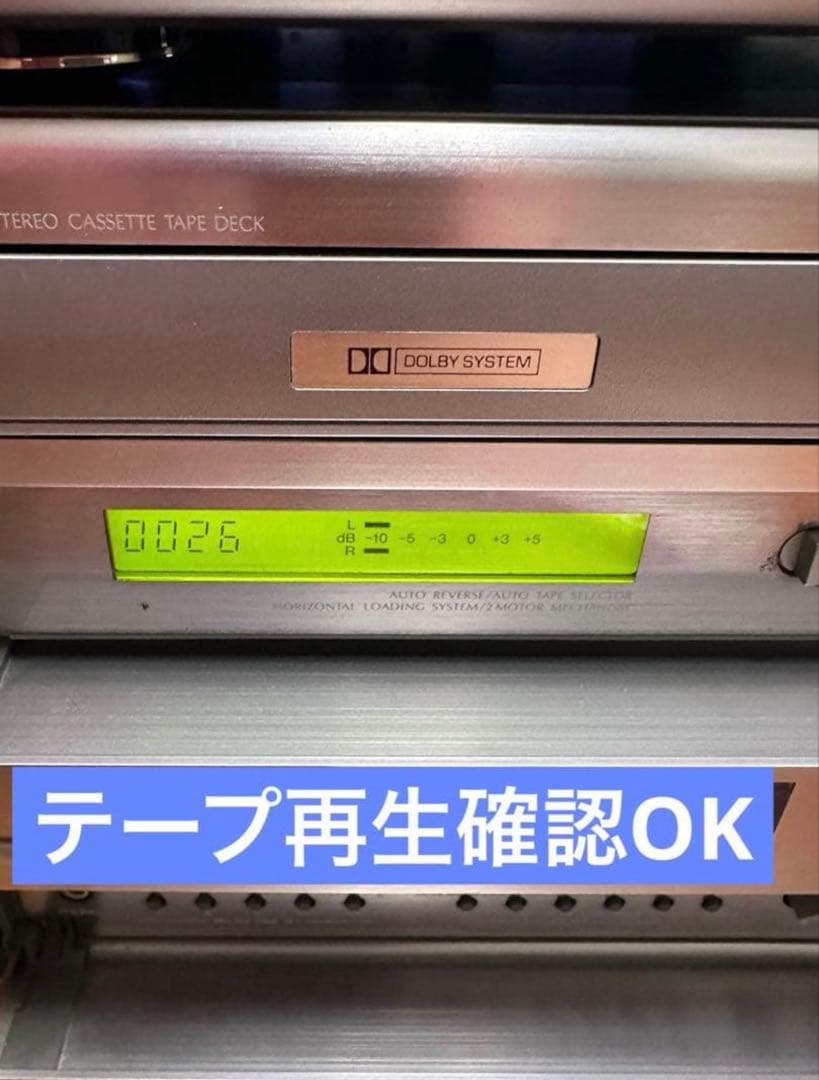 TEREO CASSETTE TAPE DECK
DOLBY SYSTEM
0026
L
dB -10 -5 -3 0 +3 +5
R
AUTO REVERSE/AUTO TAPE SELECTOR
HORIZONTAL LOADING SYSTEM/2 MOTOR MECHANISM
テープ再生確認OK